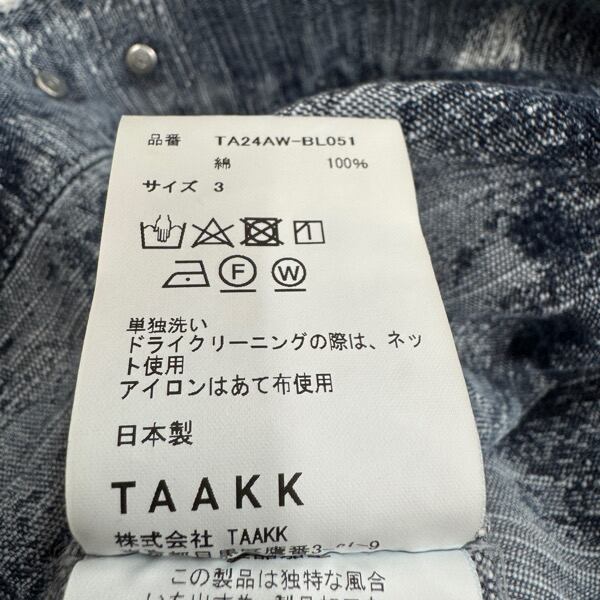 品番 TA24AW-BL051
綿 100%
サイズ 3
F W
単独洗い
ドライクリーニングの際は、ネッ
ト使用
アイロンはあて布使用
日本製
TAAKK
株式会社 TAAKK
この製品は独特な風合